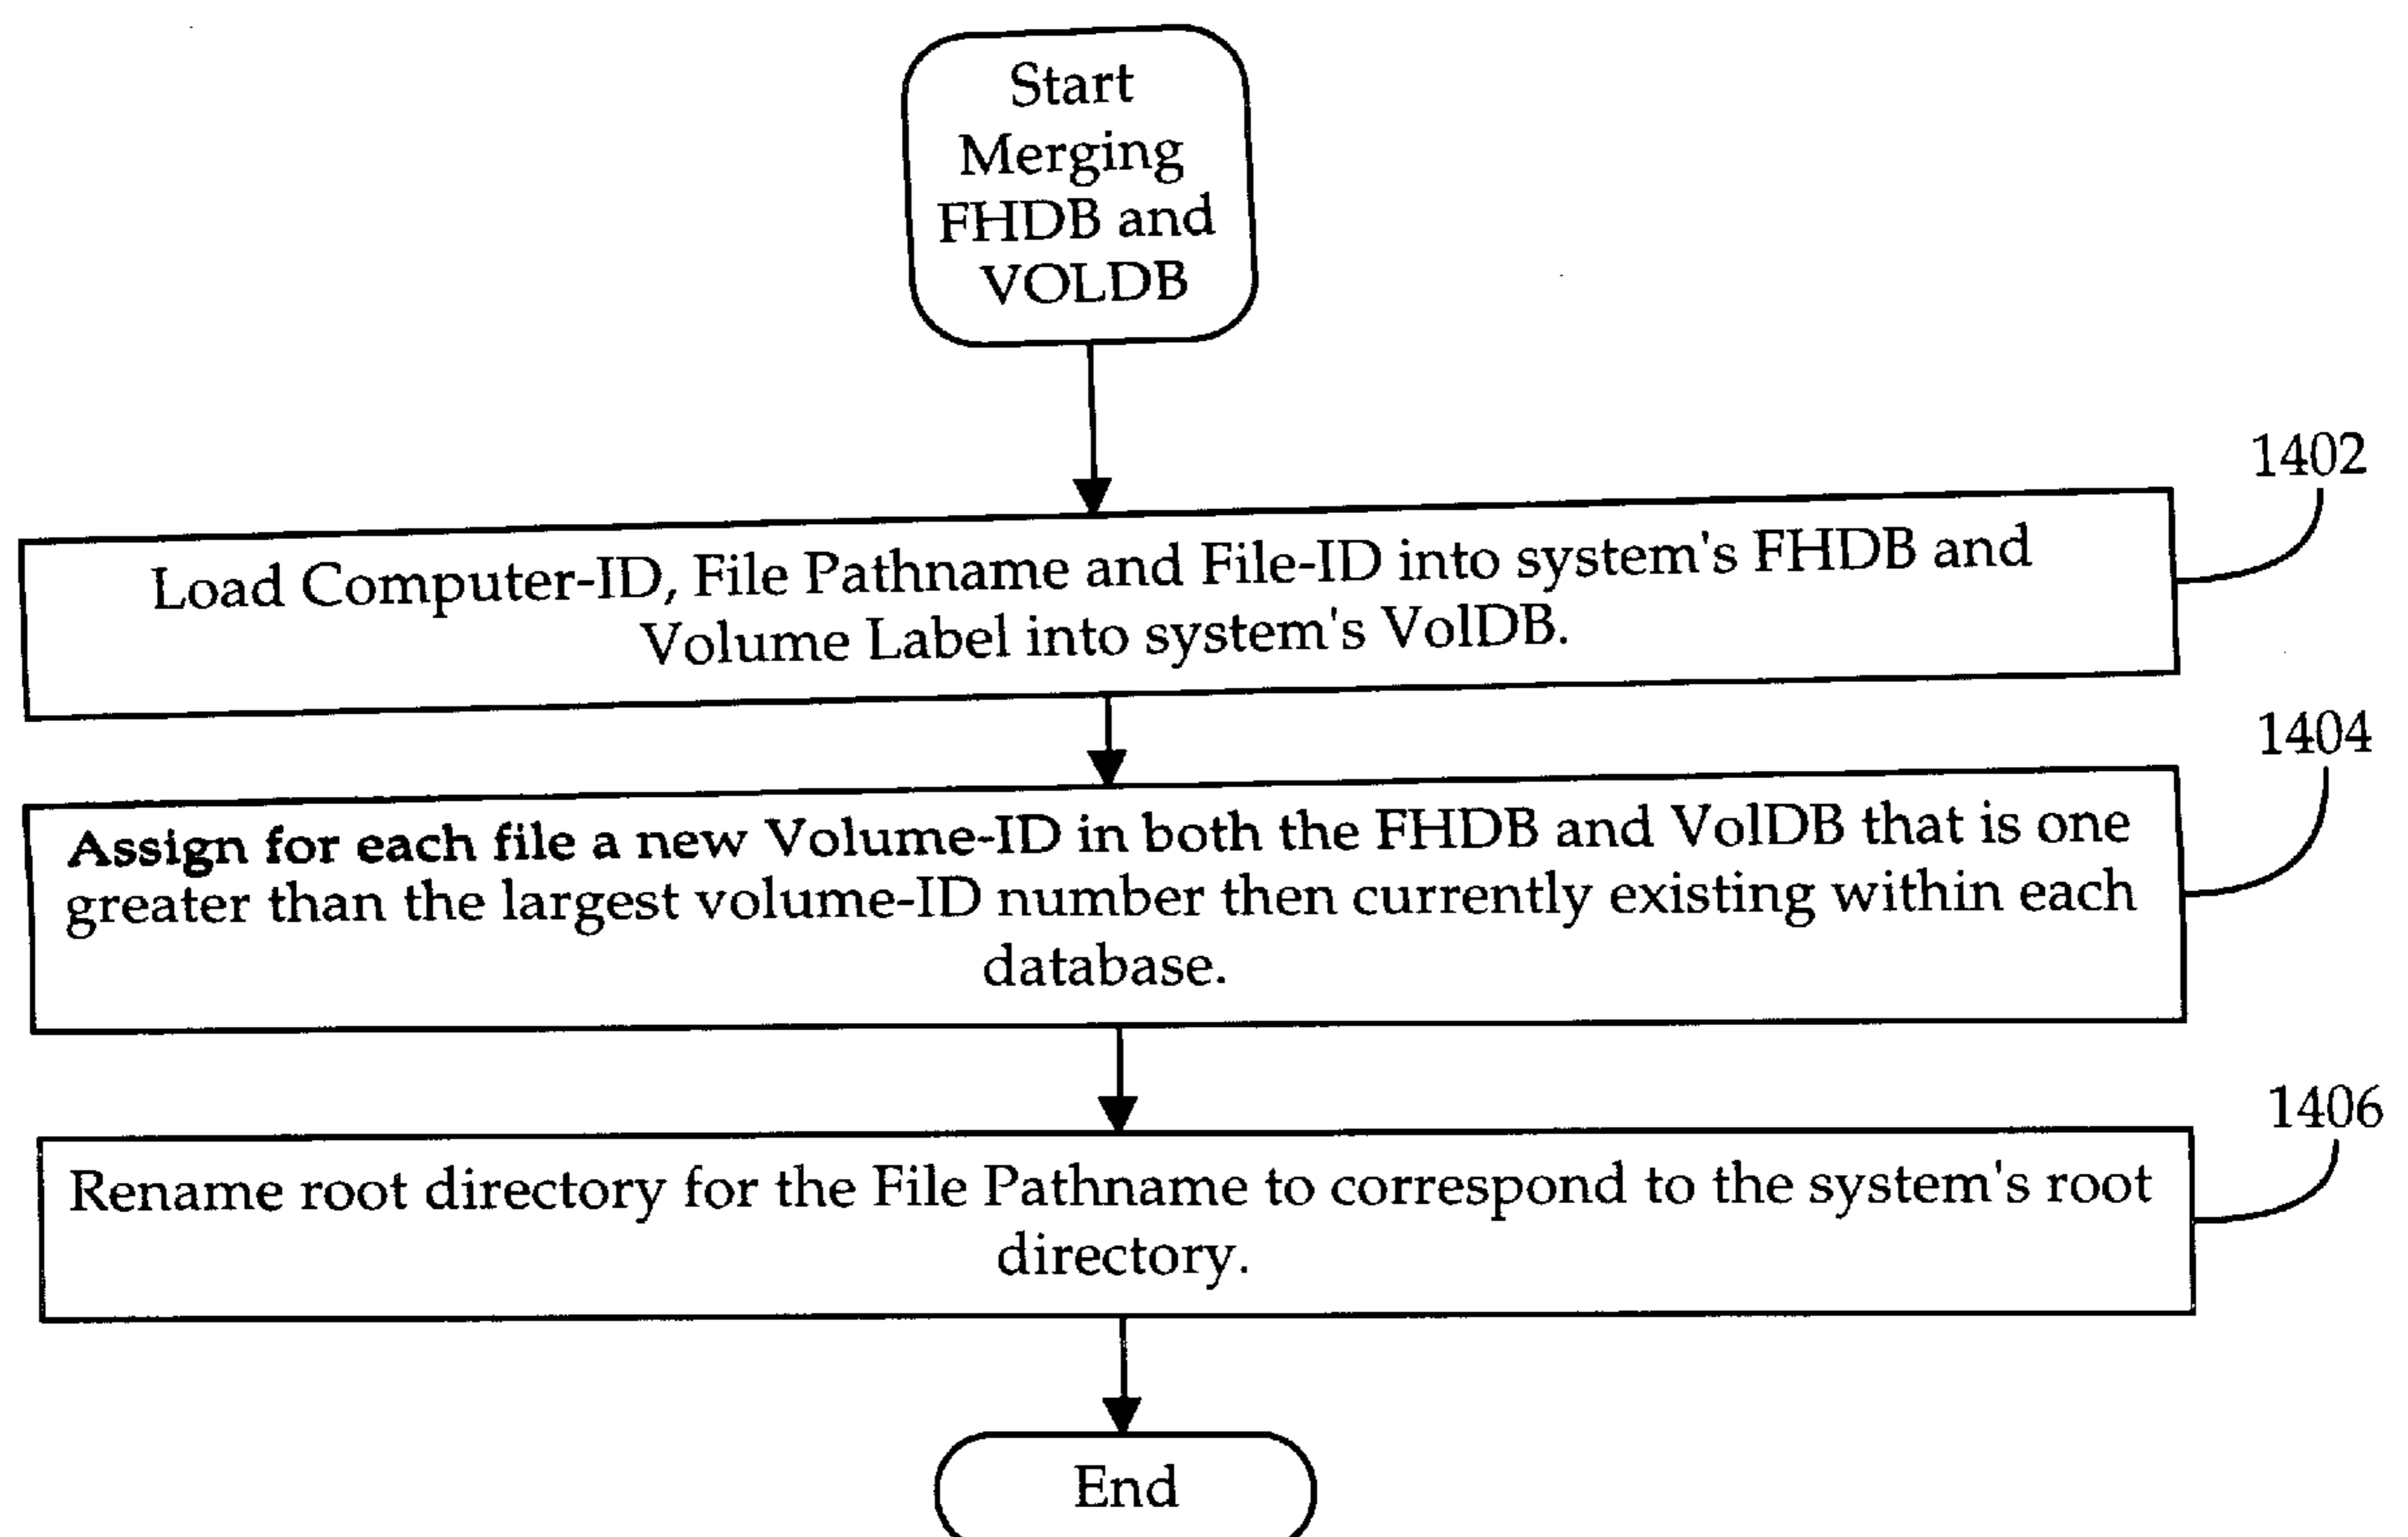 Start
Merging
FHDB and
VOLDB
1402
Load Computer-ID, File Pathname and File-ID into system's FHDB and
Volume Label into system's VolDB.
1404
Assign for each file a new Volume-ID in both the FHDB and VolDB that is one
greater than the largest volume-ID number then currently existing within each
database.
1406
Rename root directory for the File Pathname to correspond to the system's root
directory.
End